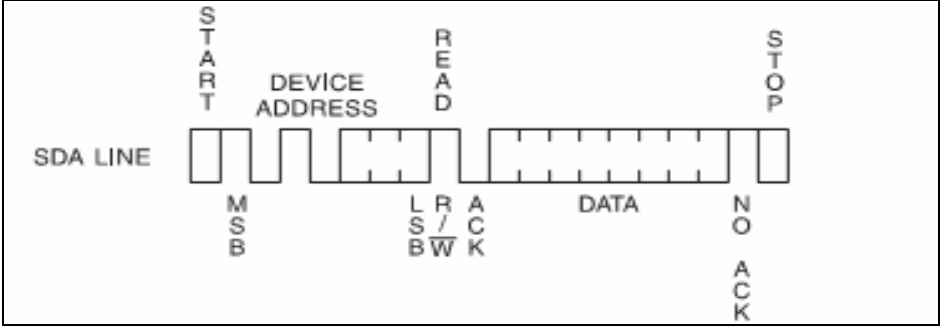 START
READ
STOP
DEVICE
ADDRESS
SDA LINE
MSB
LSB
R/W̅
ACK
DATA
NO ACK